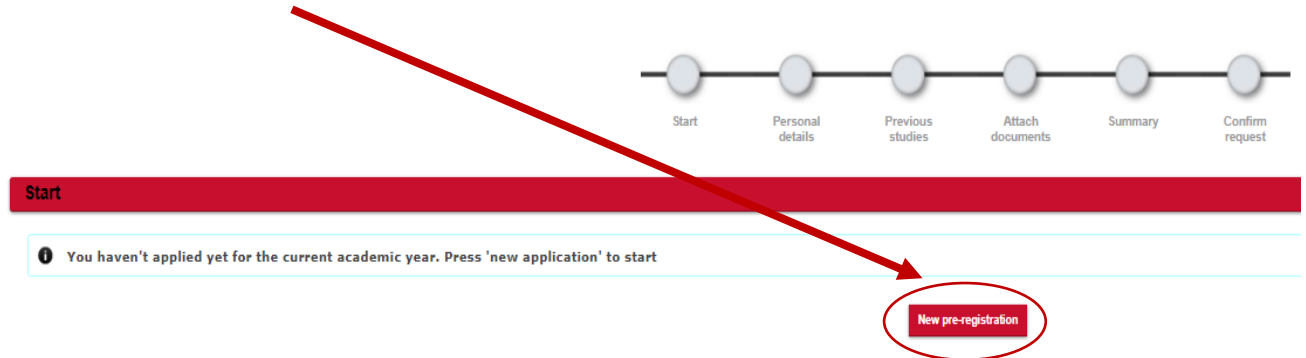 Start
Personal
details
Previous
studies
Attach
documents
Summary
Confirm
request
Start
You haven't applied yet for the current academic year. Press 'new application' to start
New pre-registration